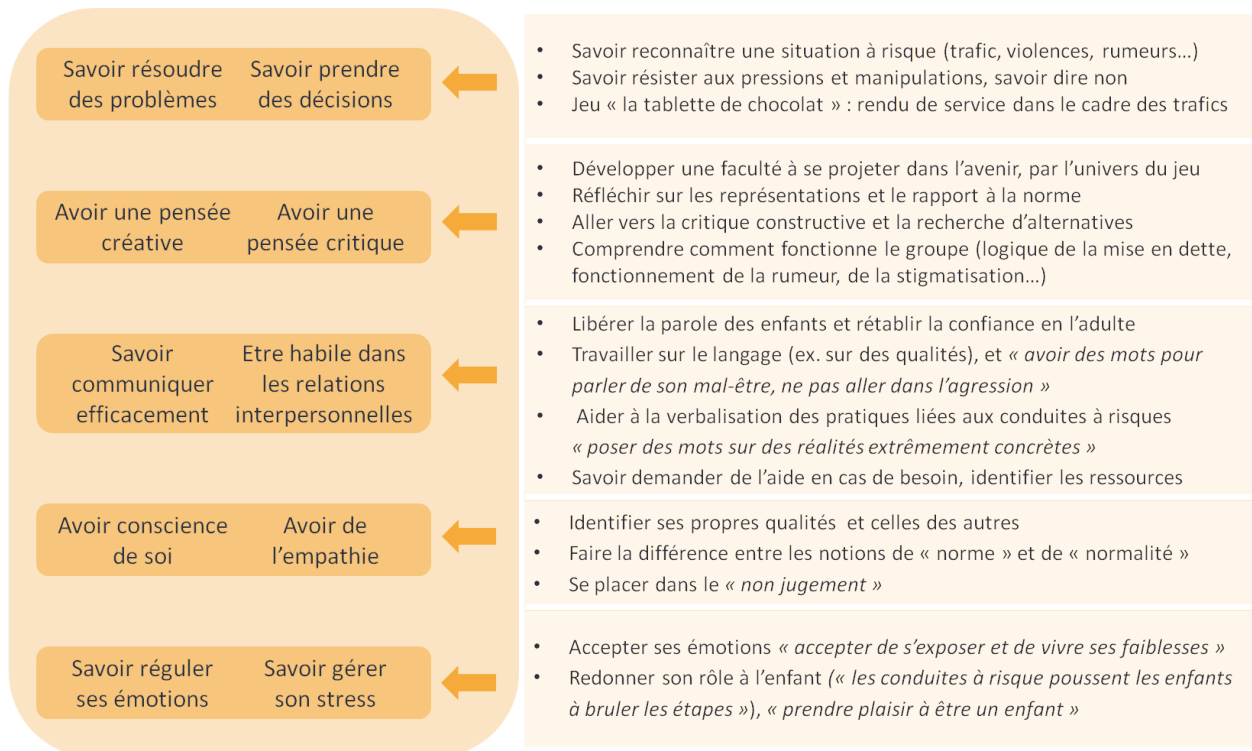 Savoir résoudre des problèmes
Savoir prendre des décisions
• Savoir reconnaître une situation à risque (trafic, violences, rumeurs…)
• Savoir résister aux pressions et manipulations, savoir dire non
• Jeu « la tablette de chocolat » : rendu de service dans le cadre des trafics
Avoir une pensée créative
Avoir une pensée critique
• Développer une faculté à se projeter dans l’avenir, par l’univers du jeu
• Réfléchir sur les représentations et le rapport à la norme
• Aller vers la critique constructive et la recherche d’alternatives
• Comprendre comment fonctionne le groupe (logique de la mise en dette,
fonctionnement de la rumeur, de la stigmatisation…)
Savoir
communiquer
efficacement
Etre habile dans
les relations
interpersonnelles
• Libérer la parole des enfants et rétablir la confiance en l’adulte
• Travailler sur le langage (ex. sur des qualités), et « avoir des mots pour
parler de son mal-être, ne pas aller dans l’agression »
• Aider à la verbalisation des pratiques liées aux conduites à risques
« poser des mots sur des réalités extrêmement concrètes »
• Savoir demander de l’aide en cas de besoin, identifier les ressources
Avoir conscience
de soi
Avoir de
l’empathie
• Identifier ses propres qualités et celles des autres
• Faire la différence entre les notions de « norme » et de « normalité »
• Se placer dans le « non jugement »
Savoir réguler
ses émotions
Savoir gérer
son stress
• Accepter ses émotions « accepter de s’exposer et de vivre ses faiblesses »
• Redonner son rôle à l’enfant (« les conduites à risque poussent les enfants
à bruler les étapes »), « prendre plaisir à être un enfant »